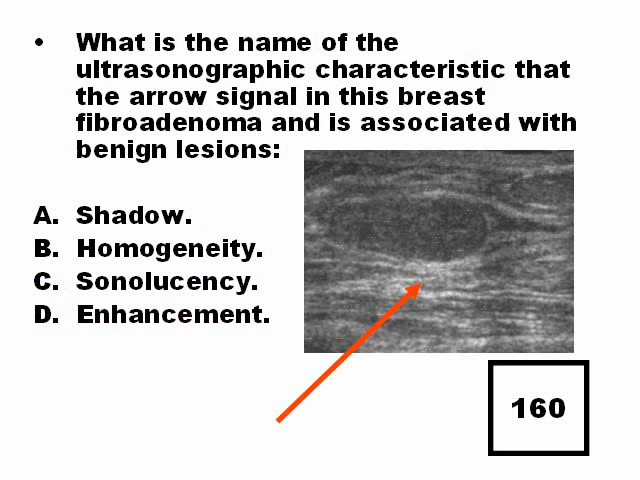 • What is the name of the
ultrasonographic characteristic that
the arrow signal in this breast
fibroadenoma and is associated with
benign lesions:
A. Shadow.
B. Homogeneity.
C. Sonolucency.
D. Enhancement.
160